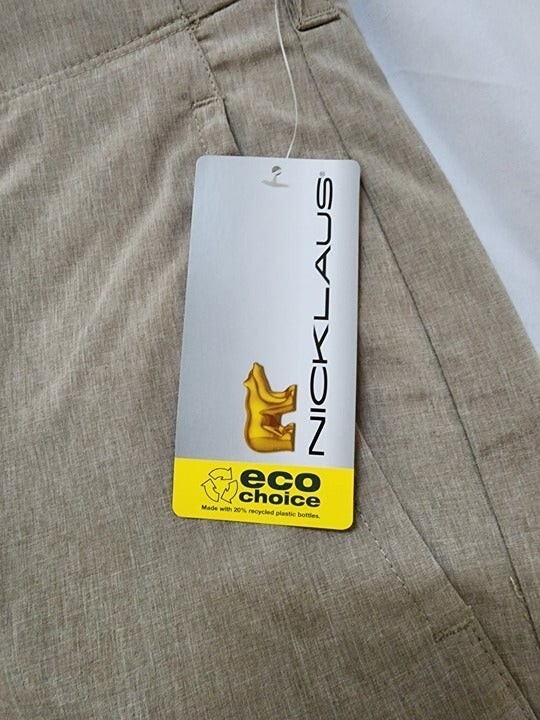 NICKLAUS®
eco
choice
Made with 20% recycled plastic bottles.